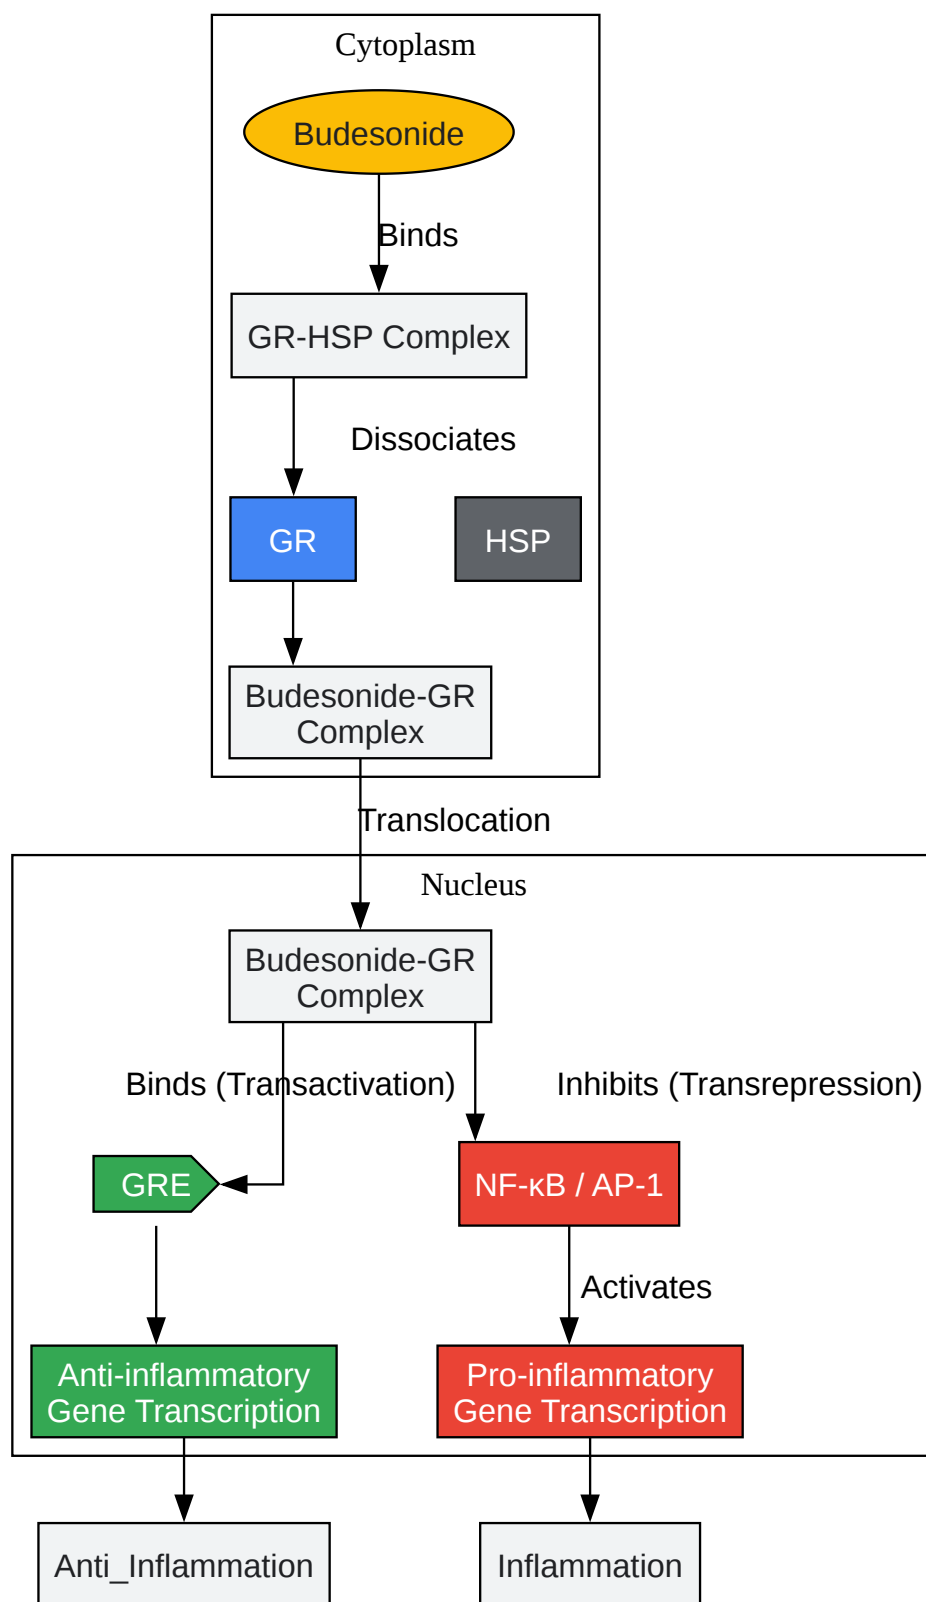 Cytoplasm
Budesonide
Binds
GR-HSP Complex
Dissociates
GR
HSP
Budesonide-GR
Complex
Translocation
Nucleus
Budesonide-GR
Complex
Binds (Transactivation)
Inhibits (Transrepression)
GRE
NF-κB / AP-1
Activates
Anti-inflammatory
Gene Transcription
Pro-inflammatory
Gene Transcription
Anti_Inflammation
Inflammation